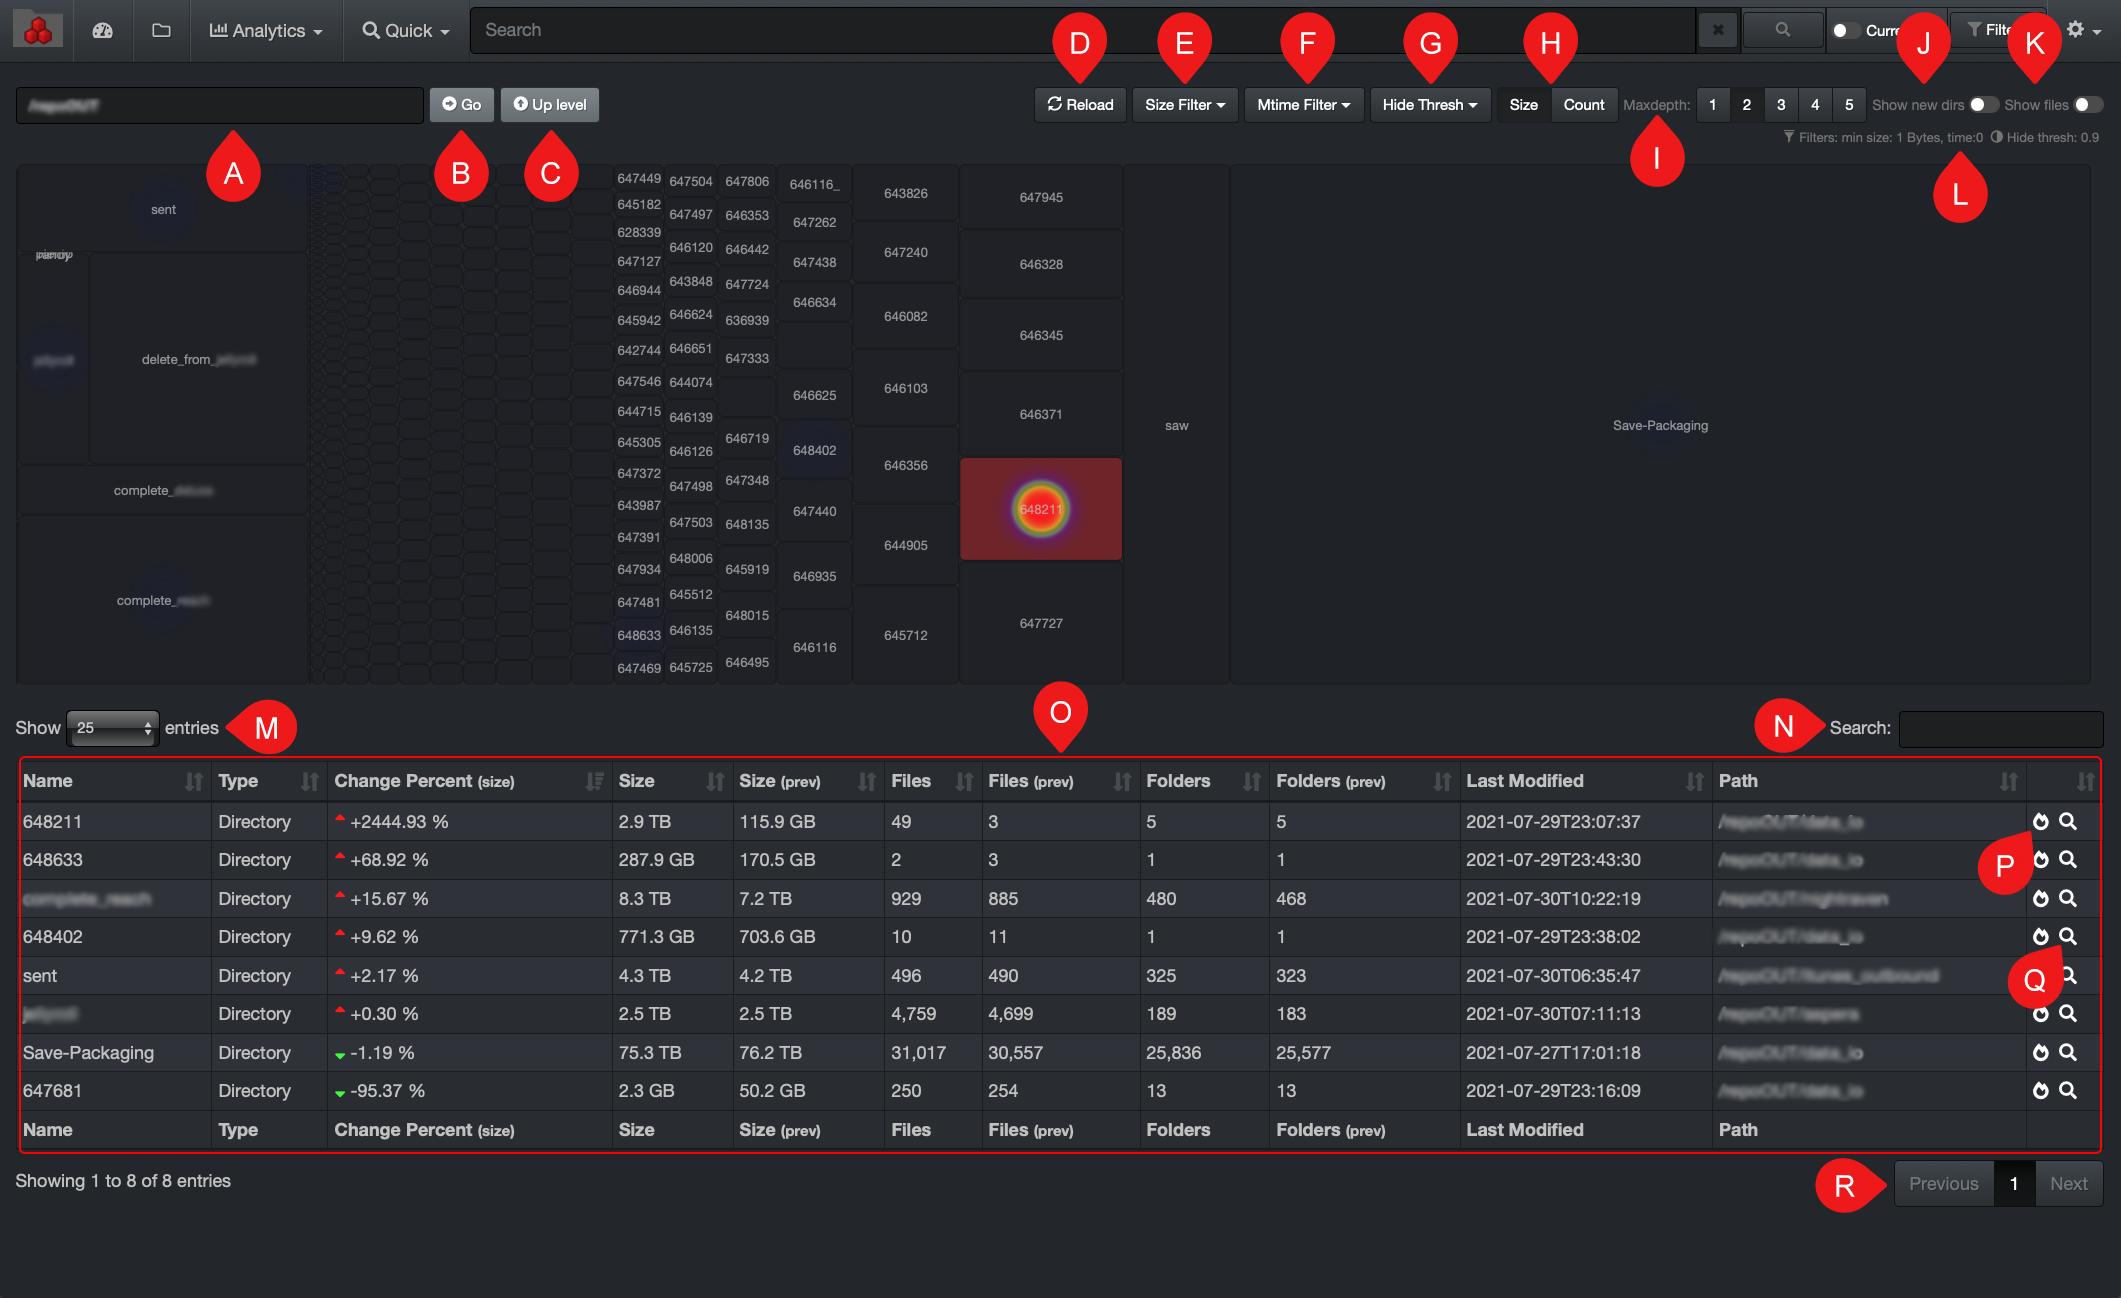 Analytics Quick Search Curre Filte
D E F G H J K
Go Up level Reload Size Filter Mtime Filter Hide Thresh Size Count Maxdepth: 1 2 3 4 5 Show new dirs Show files
Filters: min size: 1 Bytes, time:0 Hide thresh: 0.9
A B C I L
sent
delete_from_
complete_
complete_
647449
645182
628339
647127
646944
645942
642744
647546
644715
645305
647372
643987
647391
647934
647481
648633
647469
647504
647497
646120
643848
646624
646651
644074
646139
646126
647498
647503
648006
645512
646135
645725
647806
646353
646442
647724
636939
647333
646719
647348
648135
645919
648015
646495
646116_
647262
647438
646634
646625
648402
647440
646935
646116
643826
647240
646082
646103
646356
644905
645712
647945
646328
646345
646371
648211
647727
saw
Save-Packaging
Show 25 entries M O N Search:
Name Type Change Percent (size) Size Size (prev) Files Files (prev) Folders Folders (prev) Last Modified Path
648211 Directory +2444.93 % 2.9 TB 115.9 GB 49 3 5 5 2021-07-29T23:07:37
648633 Directory +68.92 % 287.9 GB 170.5 GB 2 3 1 1 2021-07-29T23:43:30
P
Directory +15.67 % 8.3 TB 7.2 TB 929 885 480 468 2021-07-30T10:22:19
648402 Directory +9.62 % 771.3 GB 703.6 GB 10 11 1 1 2021-07-29T23:38:02
sent Directory +2.17 % 4.3 TB 4.2 TB 496 490 325 323 2021-07-30T06:35:47
Q
Directory +0.30 % 2.5 TB 2.5 TB 4,759 4,699 189 183 2021-07-30T07:11:13
Save-Packaging Directory -1.19 % 75.3 TB 76.2 TB 31,017 30,557 25,836 25,577 2021-07-27T17:01:18
647681 Directory -95.37 % 2.3 GB 50.2 GB 250 254 13 13 2021-07-29T23:16:09
Name Type Change Percent (size) Size Size (prev) Files Files (prev) Folders Folders (prev) Last Modified Path
Showing 1 to 8 of 8 entries R Previous 1 Next